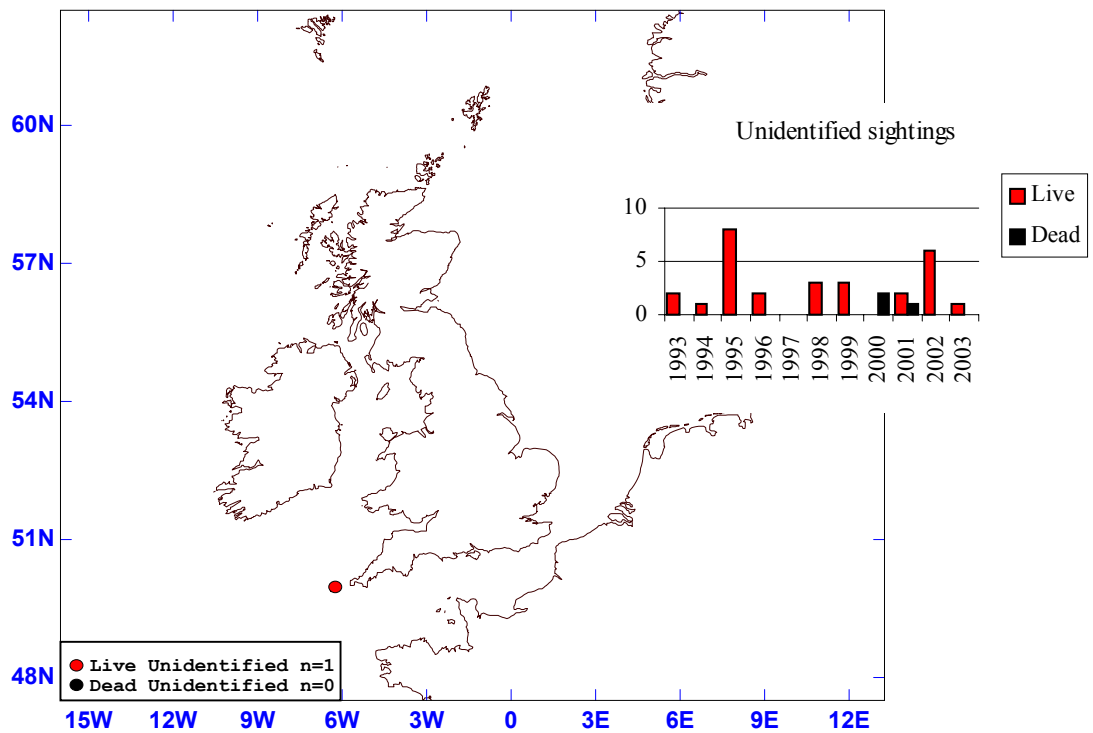 60N
57N
54N
51N
48N
Unidentified sightings
10
5
0
1993
1994
1995
1996
1997
1998
1999
2000
2001
2002
2003
Live
Dead
Live Unidentified n=1
Dead Unidentified n=0
15W 12W 9W 6W 3W 0 3E 6E 9E 12E